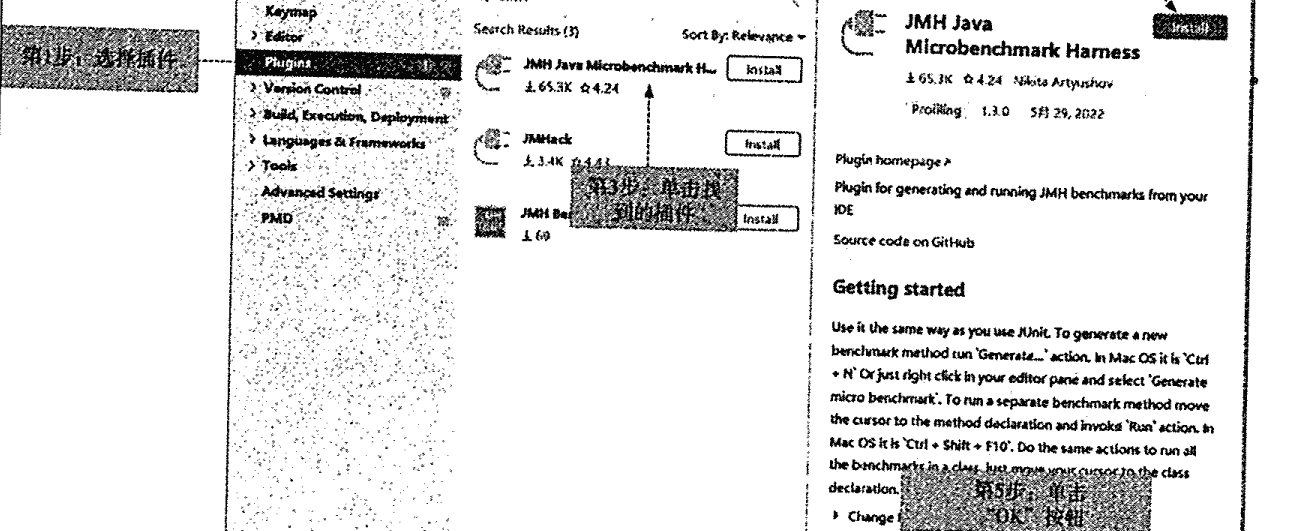 第1步：选择插件
Keymap
Editor
Plugins
Version Control
Build, Execution, Deployment
Languages & Frameworks
Tools
Advanced Settings
PMD
Search Results (3)
Sort By: Relevance
JMH Java Microbenchmark H...
Install
65.3K ☆4.24
JMHack
Install
3.4K ☆4.43
第3步：单击找
到的插件
JMH Be
Install
69
JMH Java
Microbenchmark Harness
Install
65.3K ☆4.24 Nikita Artyushov
Profiling 1.3.0 5月 29, 2022
Plugin homepage ↗
Plugin for generating and running JMH benchmarks from your
IDE
Source code on GitHub
Getting started
Use it the same way as you use JUnit. To generate a new
benchmark method run 'Generate...' action. In Mac OS it is 'Ctrl
+ N' Or just right click in your editor pane and select 'Generate
micro benchmark'. To run a separate benchmark method move
the cursor to the method declaration and invoke 'Run' action. In
Mac OS it is 'Ctrl + Shift + F10'. Do the same actions to run all
the benchmarks in a class, just move your cursor to the class
declaration.
Change
第5步：单击
“OK”按钮